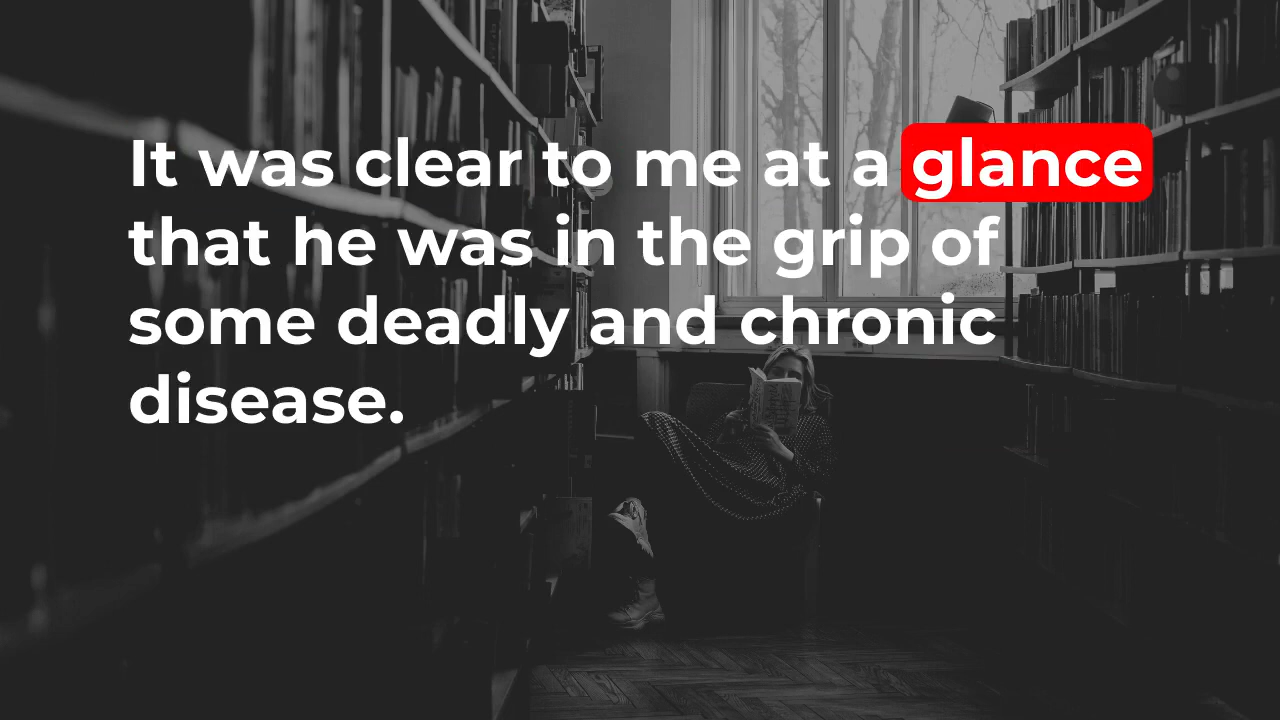 It was clear to me at a glance
that he was in the grip of
some deadly and chronic
disease.